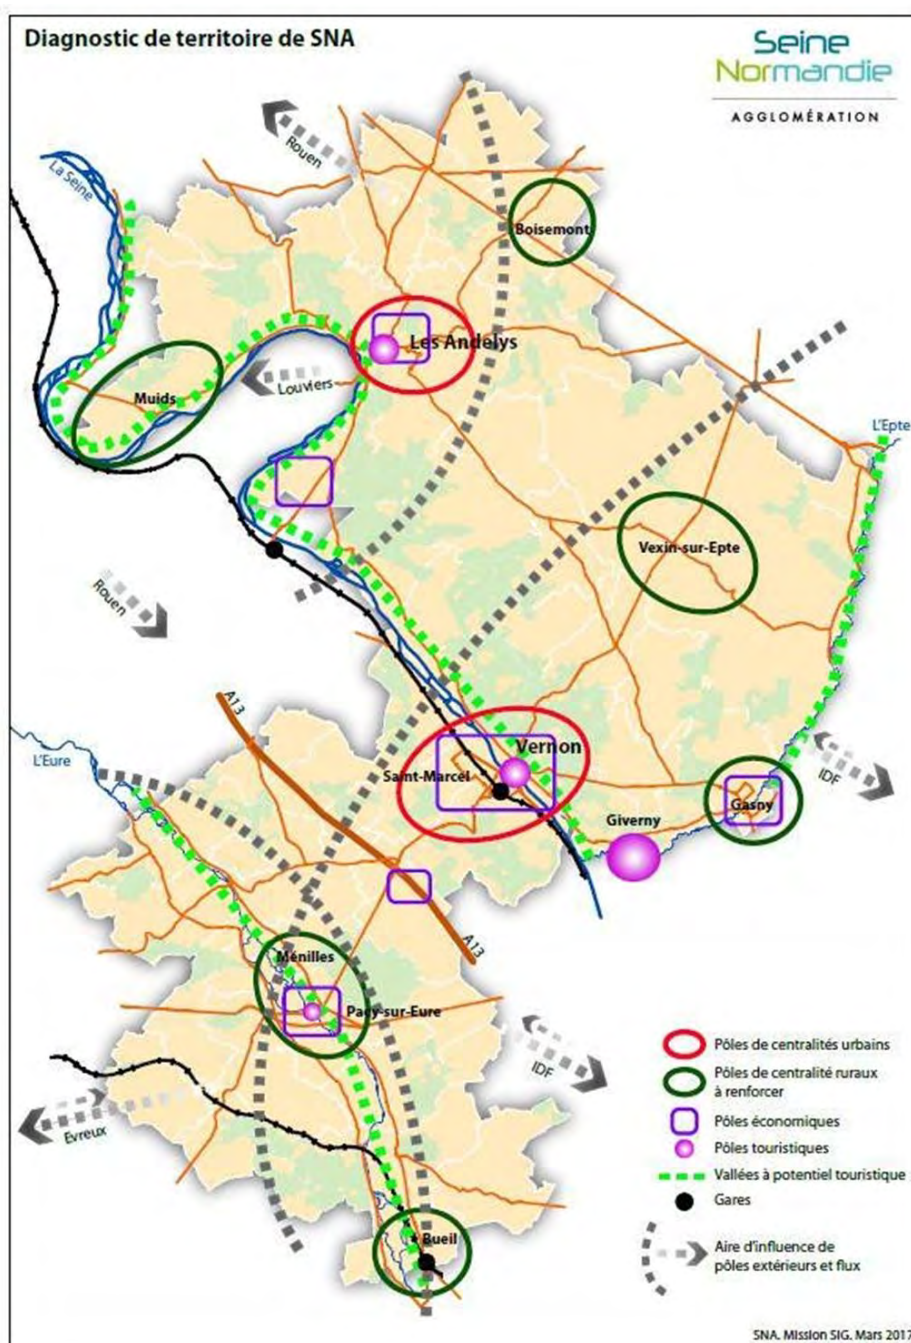 Diagnostic de territoire de SNA
Seine
Normandie
AGGLOMÉRATION
Rouen
La Seine
Boisemont
Les Andelys
Louviers
Muids
L'Epte
Vexin-sur-Epte
Rouen
A13
L'Eure
Vernon
Saint-Marcel
IDF
Gasny
Giverny
A13
Ménilles
Pacy-sur-Eure
IDF
Evreux
Bueil
Pôles de centralités urbains
Pôles de centralité ruraux
à renforcer
Pôles économiques
Pôles touristiques
Vallées à potentiel touristique
Gares
Aire d'influence de
pôles extérieurs et flux
SNA. Mission SIG. Mars 2017